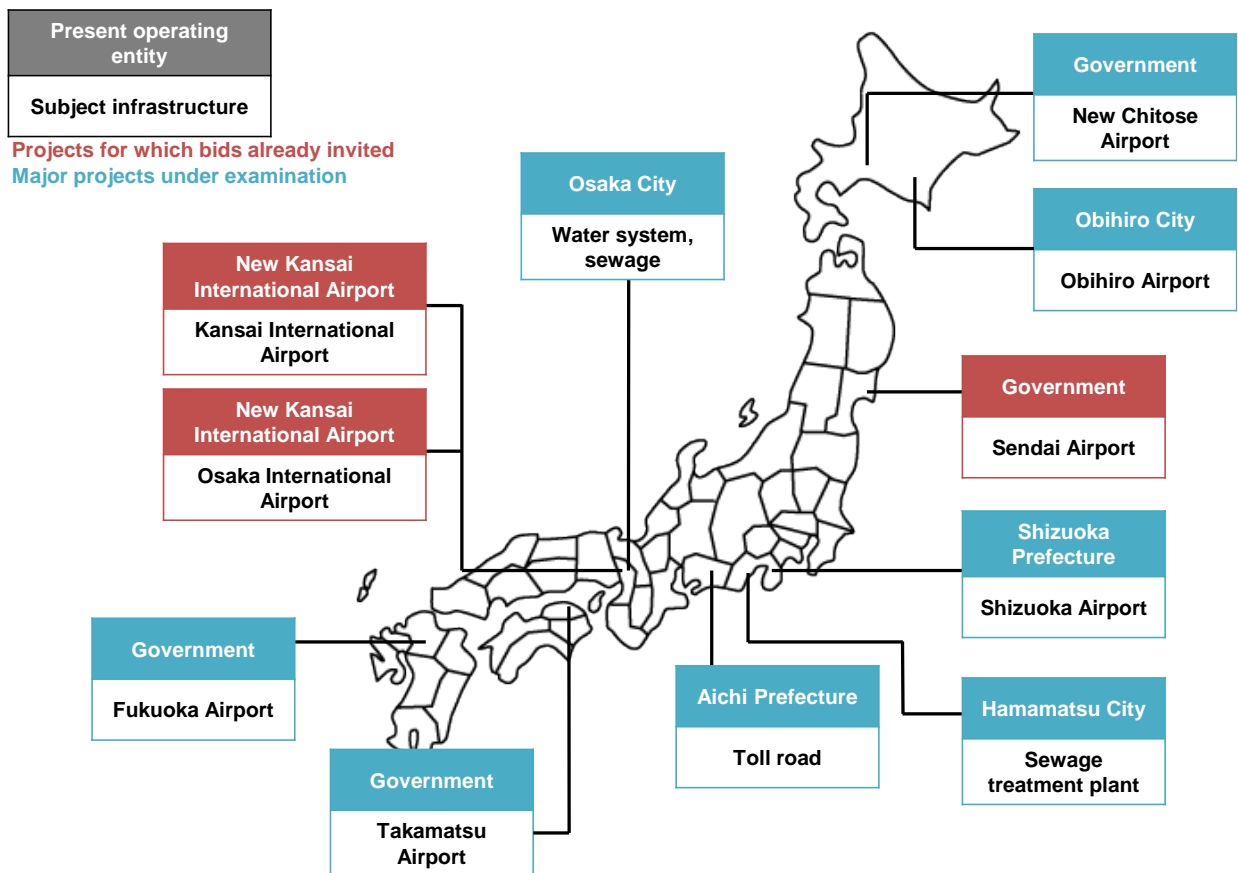 Present operating
entity
Subject infrastructure
Projects for which bids already invited
Major projects under examination
Government
New Chitose
Airport
Osaka City
Water system,
sewage
Obihiro City
Obihiro Airport
New Kansai
International Airport
Kansai International
Airport
New Kansai
International Airport
Osaka International
Airport
Government
Sendai Airport
Shizuoka
Prefecture
Shizuoka Airport
Government
Fukuoka Airport
Aichi Prefecture
Toll road
Hamamatsu City
Sewage
treatment plant
Government
Takamatsu
Airport